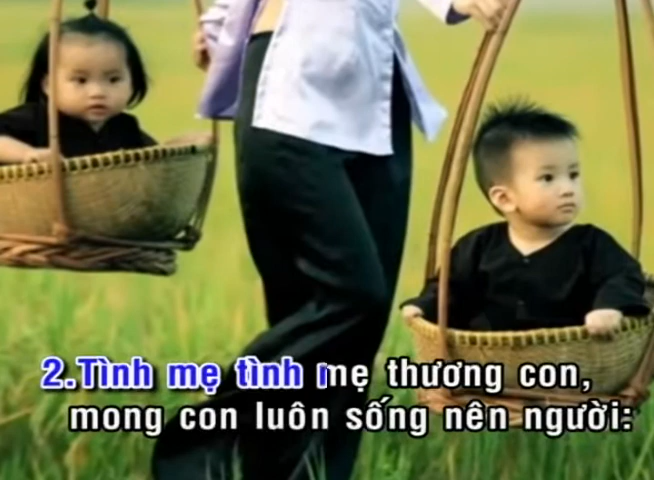 2.Tình mẹ tình mẹ thương con,
mong con luôn sống nên người: